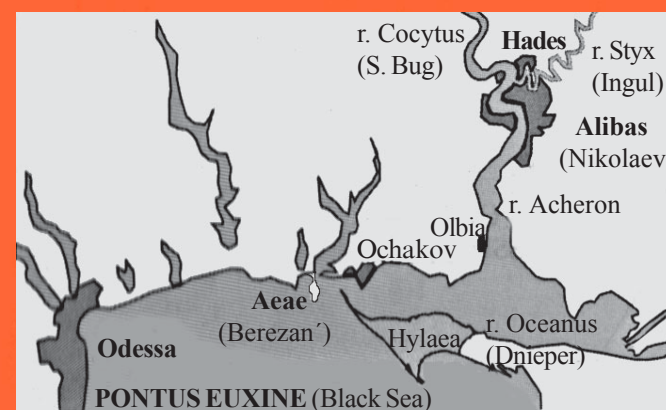 r. Cocytus
(S. Bug)
Hades
r. Styx
(Ingul)
Alibas
(Nikolaev
r. Acheron
Olbia
Ochakov
Aeae
(Berezan´)
Hylaea
r. Oceanus
(Dnieper)
Odessa
PONTUS EUXINE (Black Sea)